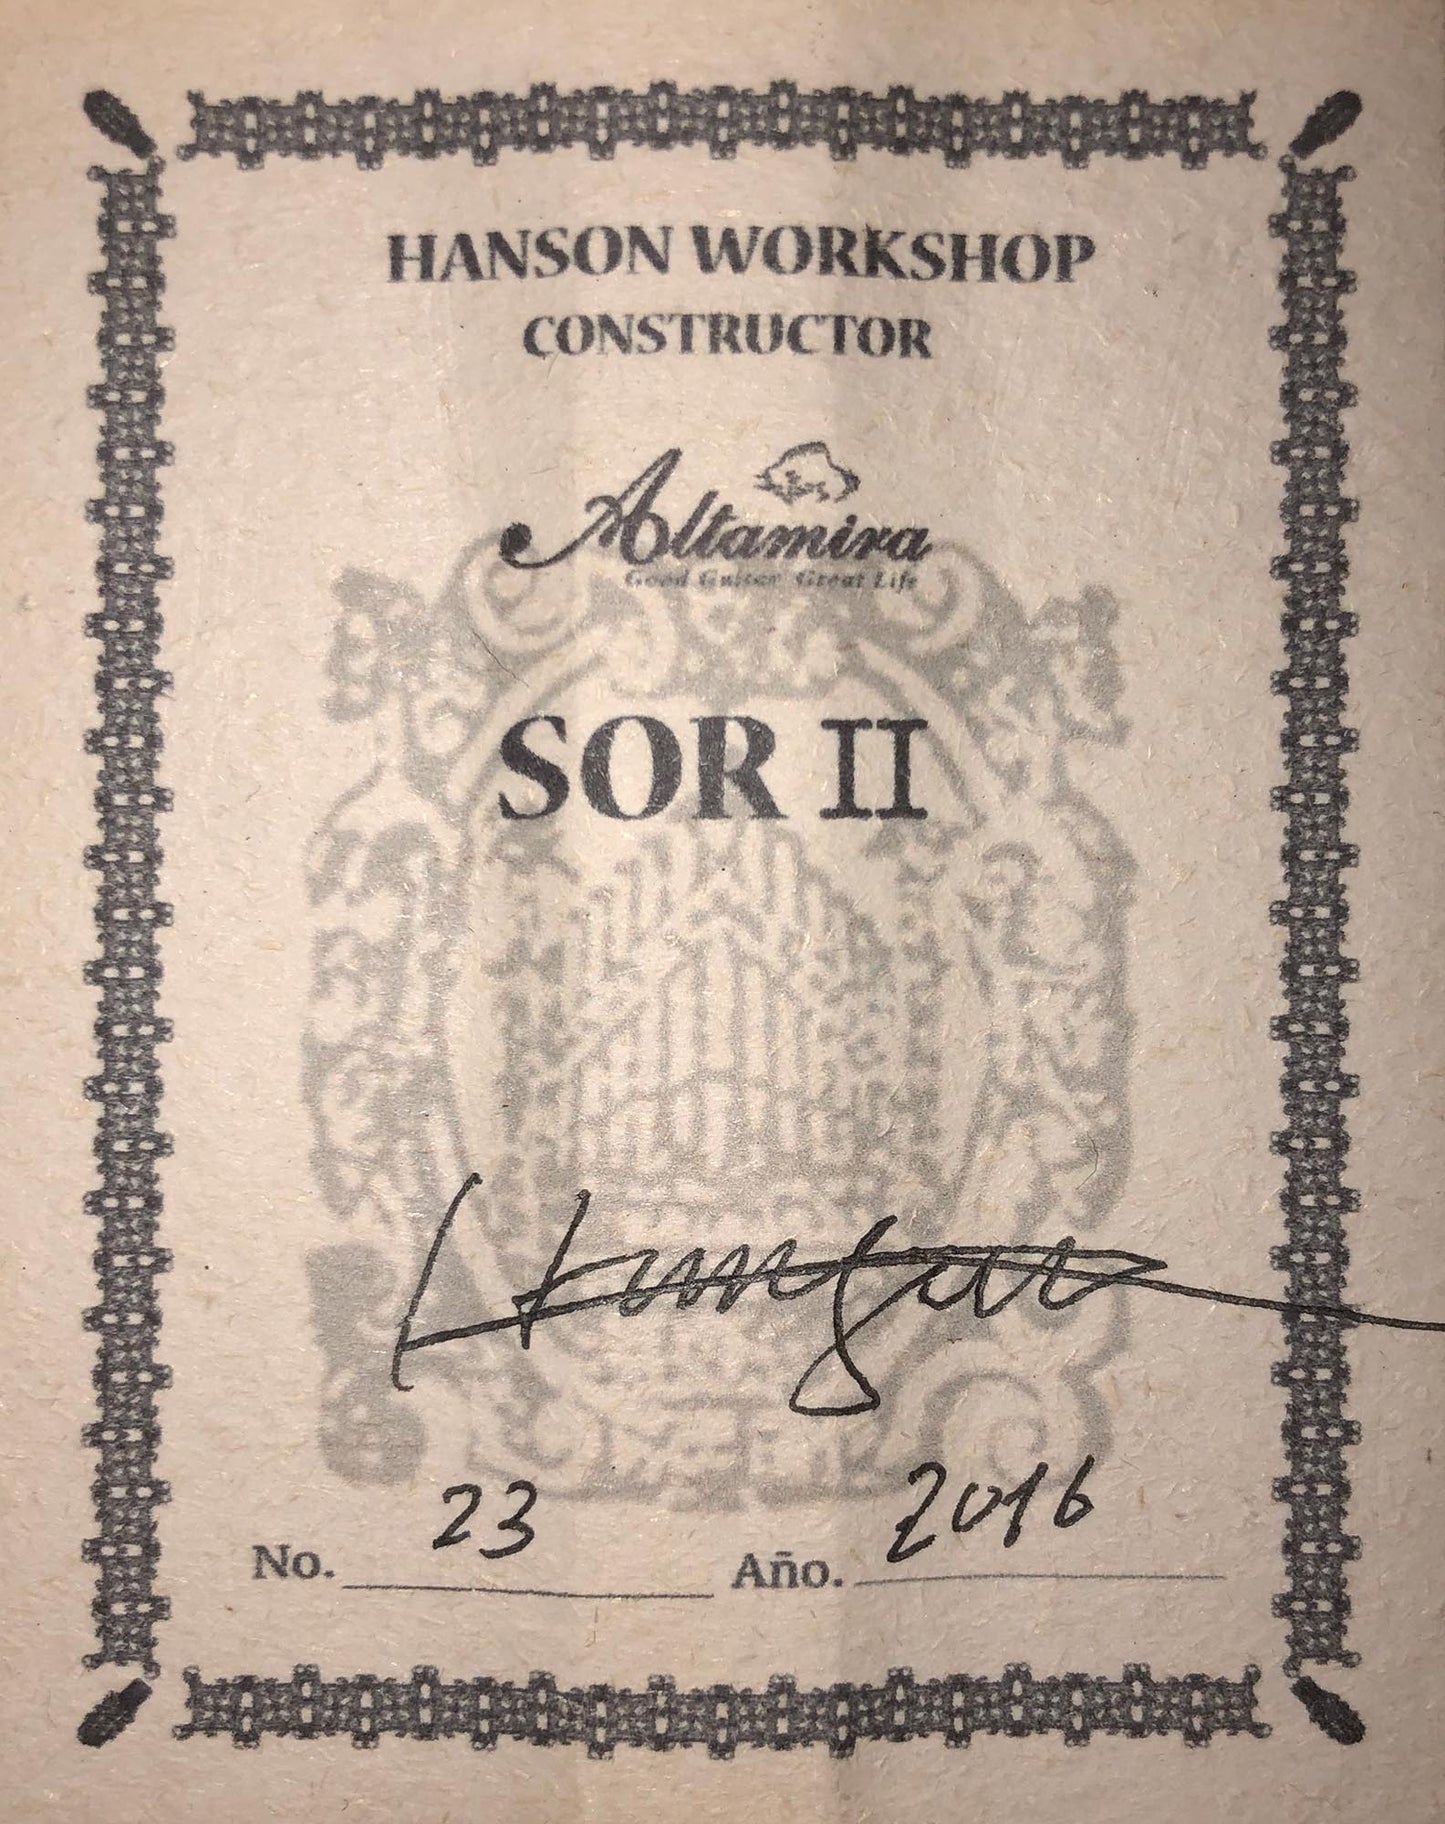 HANSON WORKSHOP
CONSTRUCTOR
Altamira
Good Guitar Great Life
SOR II
No. 23 Año. 2016